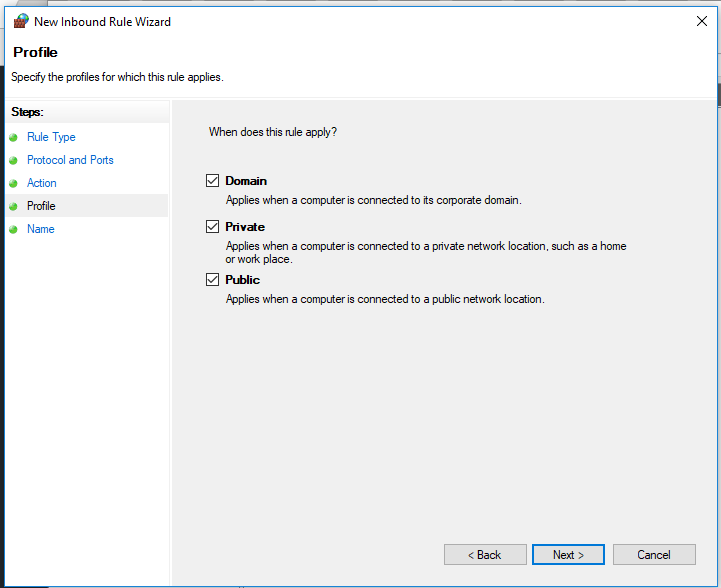 New Inbound Rule Wizard
Profile
Specify the profiles for which this rule applies.
Steps:
Rule Type
Protocol and Ports
Action
Profile
Name
When does this rule apply?
Domain
Applies when a computer is connected to its corporate domain.
Private
Applies when a computer is connected to a private network location, such as a home
or work place.
Public
Applies when a computer is connected to a public network location.
< Back
Next >
Cancel